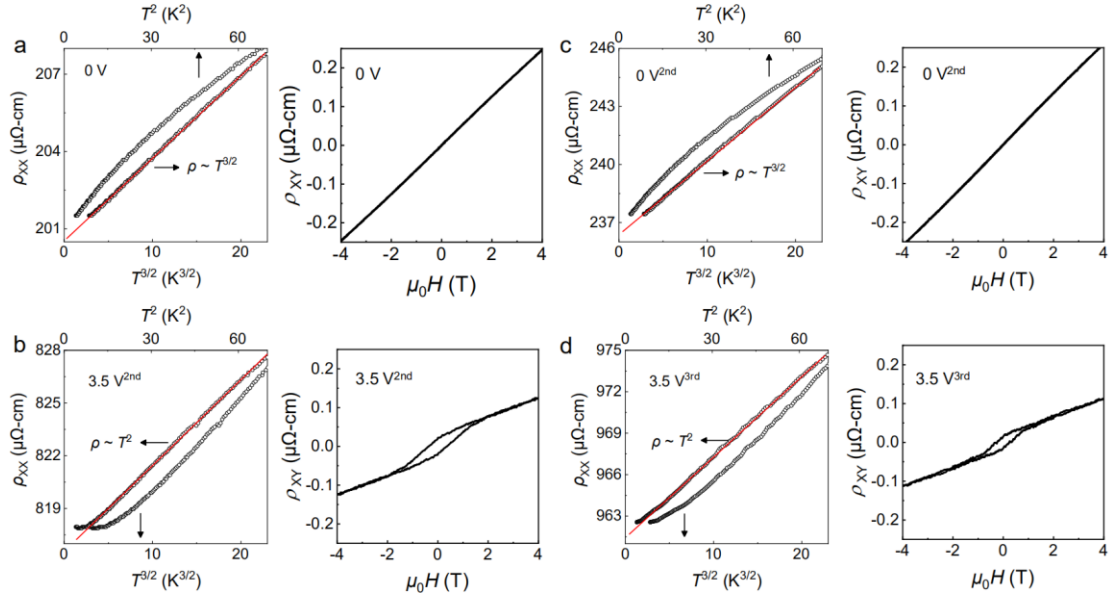 a
T² (K²)
0 30 60
207
204
201
ρXX (μΩ-cm)
0 V
ρ ~ T3/2
0 10 20
T3/2 (K3/2)
0.2
0.1
0.0
-0.1
-0.2
ρXY (μΩ-cm)
0 V
-4 -2 0 2 4
μ₀H (T)
c
T² (K²)
0 30 60
246
243
240
237
ρXX (μΩ-cm)
0 V2nd
ρ ~ T3/2
0 10 20
T3/2 (K3/2)
0.2
0.1
0.0
-0.1
-0.2
ρXY (μΩ-cm)
0 V2nd
-4 -2 0 2 4
μ₀H (T)
b
T² (K²)
0 30 60
828
825
822
819
ρXX (μΩ-cm)
3.5 V2nd
ρ ~ T²
0 10 20
T3/2 (K3/2)
0.2
0.1
0.0
-0.1
-0.2
ρXY (μΩ-cm)
3.5 V2nd
-4 -2 0 2 4
μ₀H (T)
d
T² (K²)
0 30 60
975
972
969
966
963
ρXX (μΩ-cm)
3.5 V3rd
ρ ~ T²
0 10 20
T3/2 (K3/2)
0.2
0.1
0.0
-0.1
-0.2
ρXY (μΩ-cm)
3.5 V3rd
-4 -2 0 2 4
μ₀H (T)